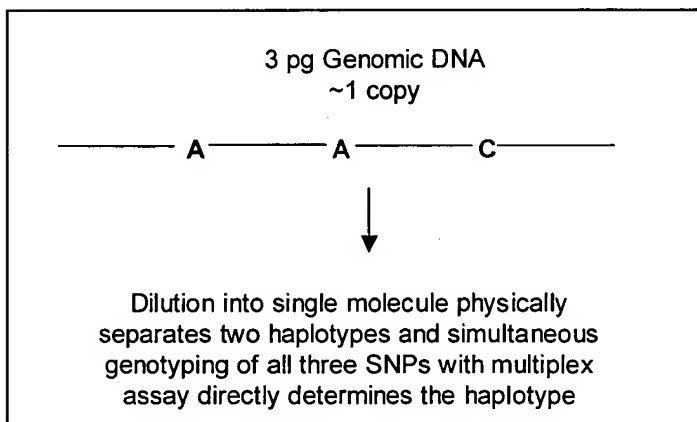 3 pg Genomic DNA
~1 copy
A A C
Dilution into single molecule physically
separates two haplotypes and simultaneous
genotyping of all three SNPs with multiplex
assay directly determines the haplotype